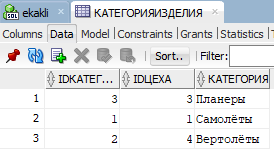 ekakli
КАТЕГОРИЯИЗДЕЛИЯ
Columns Data Model Constraints Grants Statistics
Sort.. Filter:
IDКАТЕГ... IDЦЕХА КАТЕГОРИЯ
1 3 3 Планеры
2 1 1 Самолёты
3 2 4 Вертолёты